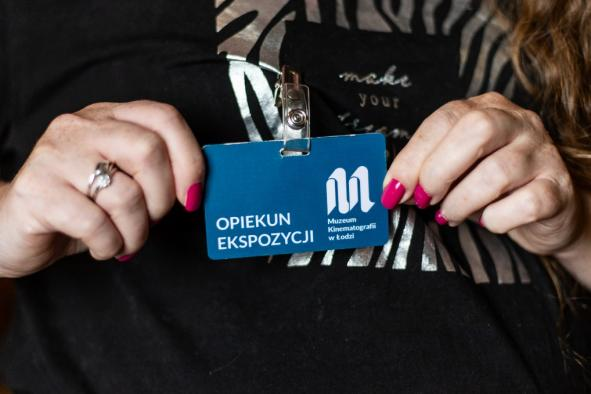 make
your
OPIEKUN
EKSPOZYCJI
Muzeum
Kinematografii
w Łodzi